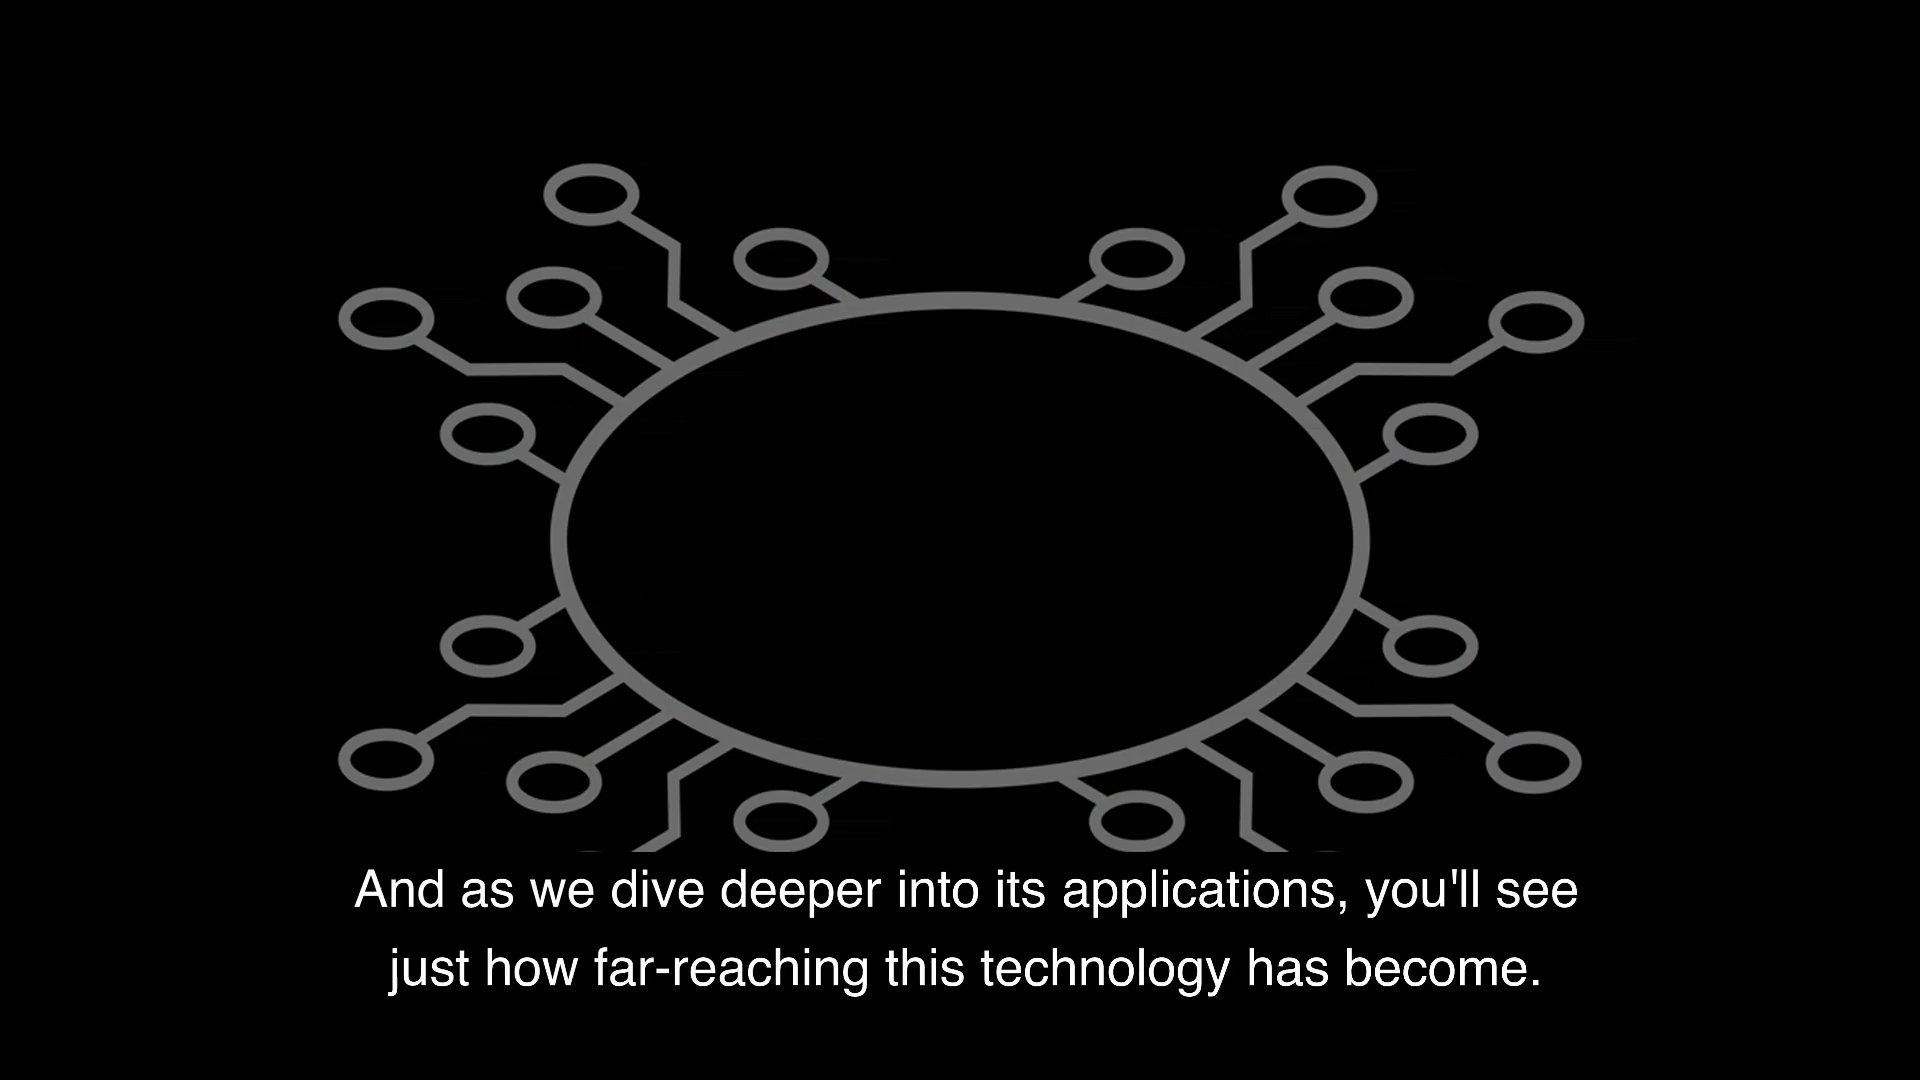 And as we dive deeper into its applications, you'll see
just how far-reaching this technology has become.